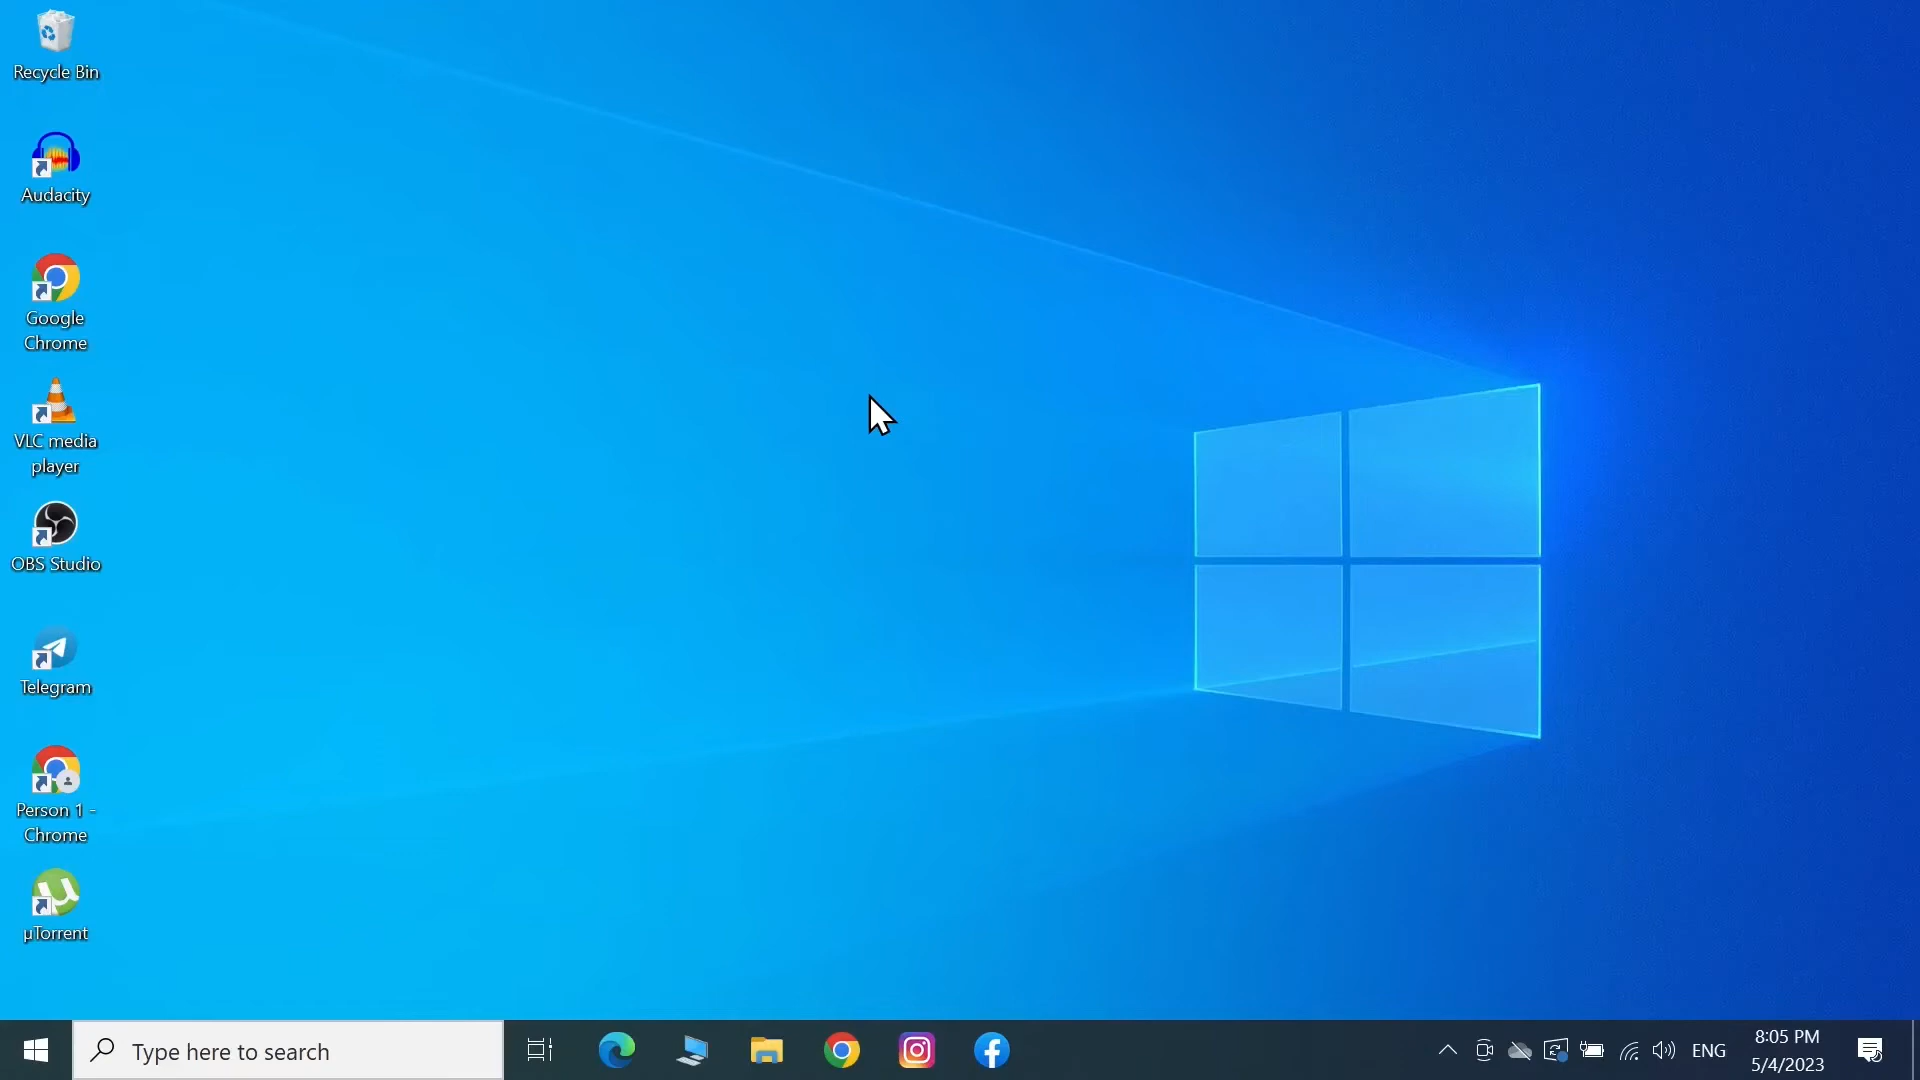 Recycle Bin
Audacity
Google
Chrome
VLC media
player
OBS Studio
Telegram
Person 1 -
Chrome
µTorrent
Type here to search
ENG
8:05 PM
5/4/2023